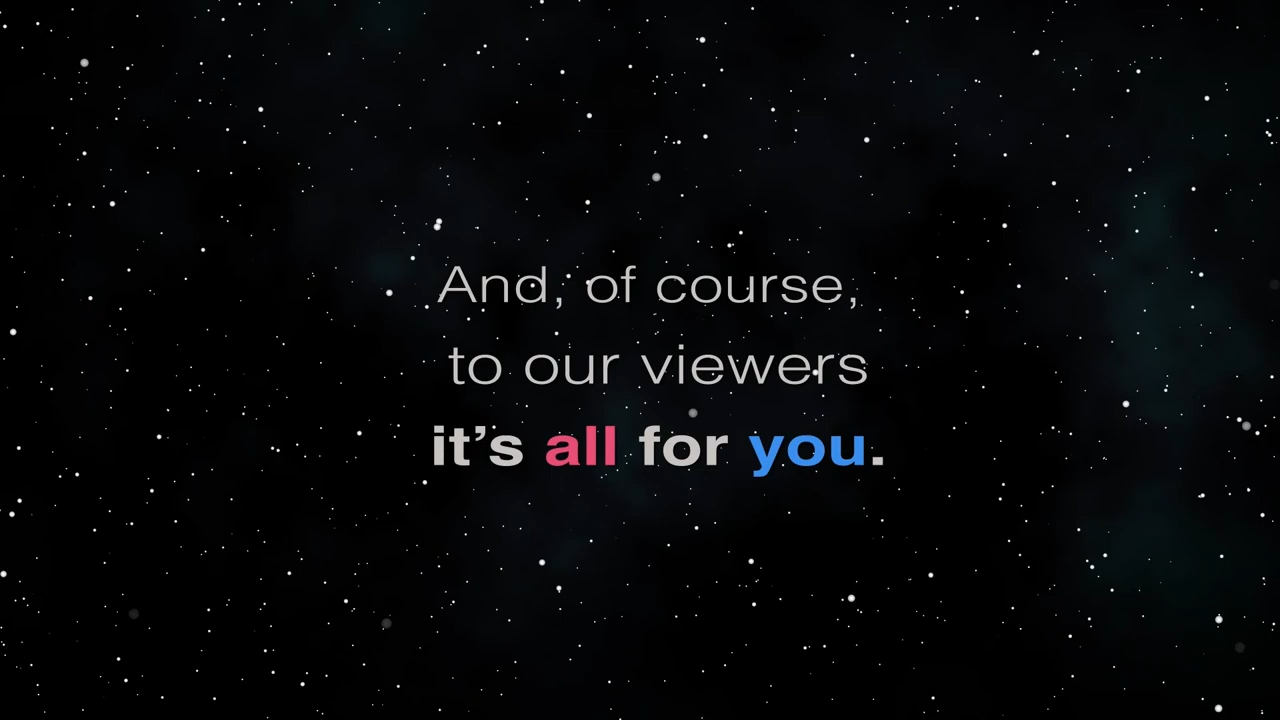 And, of course,
to our viewers
it’s all for you.